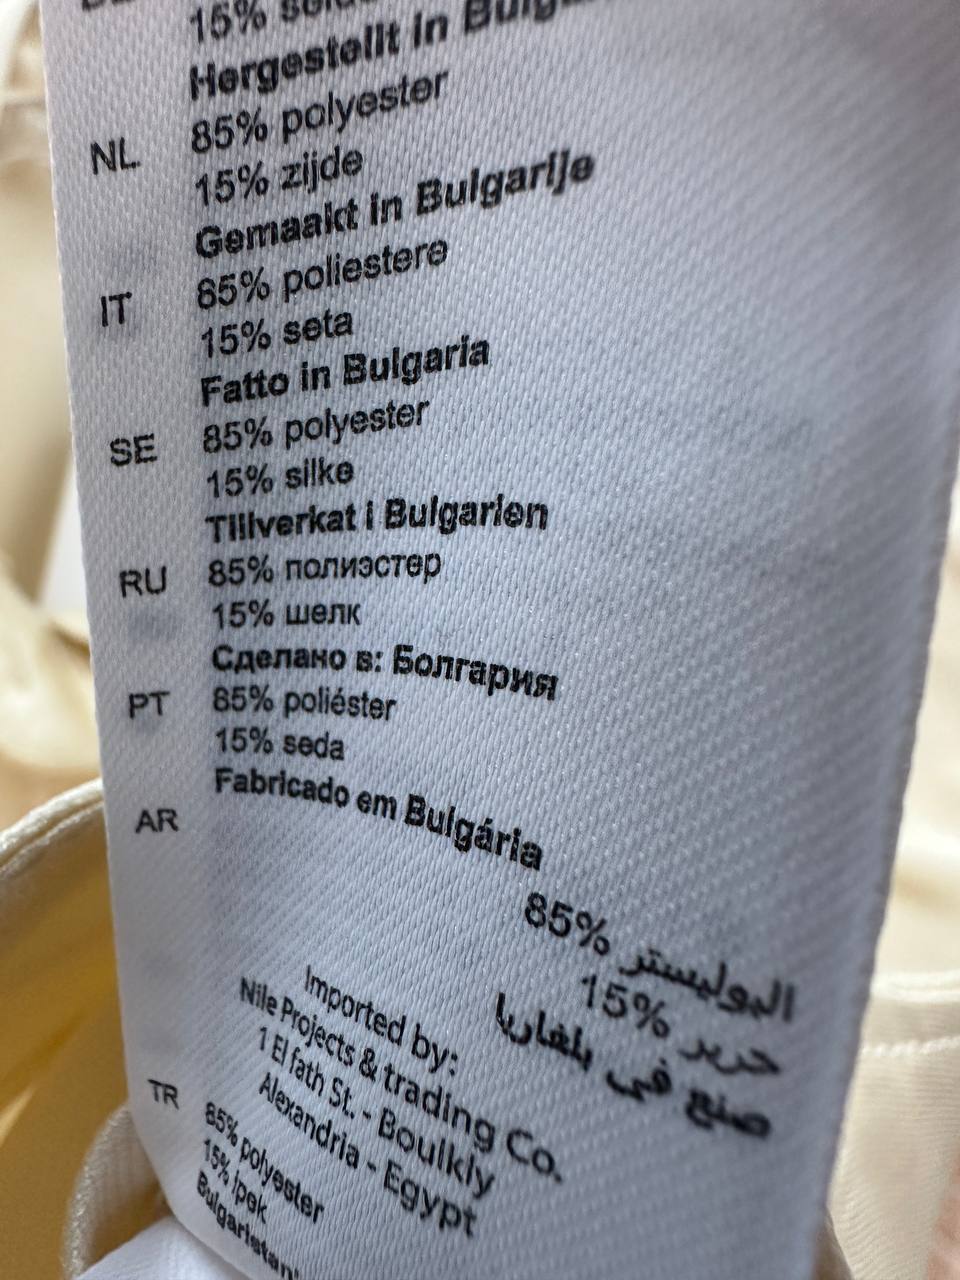 15%
Hergestellt in
NL 85% polyester
15% zijde
Gemaakt in Bulgarije
IT 85% poliestere
15% seta
Fatto in Bulgaria
SE 85% polyester
15% silke
Tillverkat i Bulgarien
RU 85% полиэстер
15% шелк
Сделано в: Болгария
PT 85% poliéster
15% seda
Fabricado em Bulgária
AR
85% البوليستر
15% حرير
صنع في بلغاريا
Imported by:
Nile Projects & trading Co.
1 El fath St. - Boulkly
Alexandria - Egypt
TR 85% polyester
15% ipek